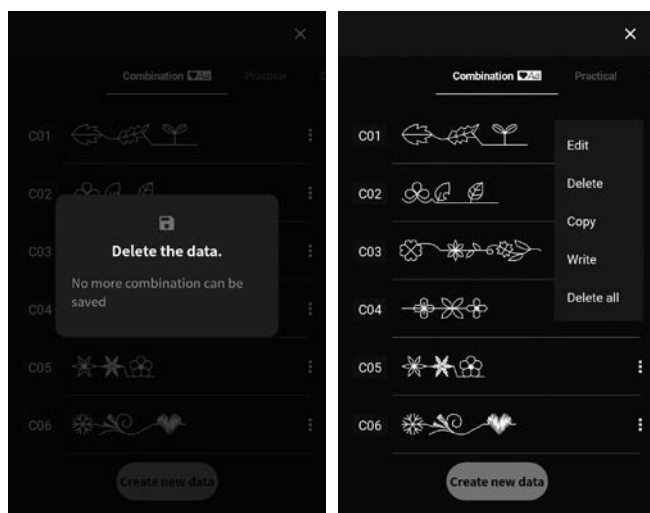 Combination
Practical
C01
C02
C03
Delete the data.
No more combination can be
saved
C04
C05
C06
Create new data
Combination
Practical
C01
Edit
C02
Delete
Copy
C03
Write
C04
Delete all
C05
C06
Create new data